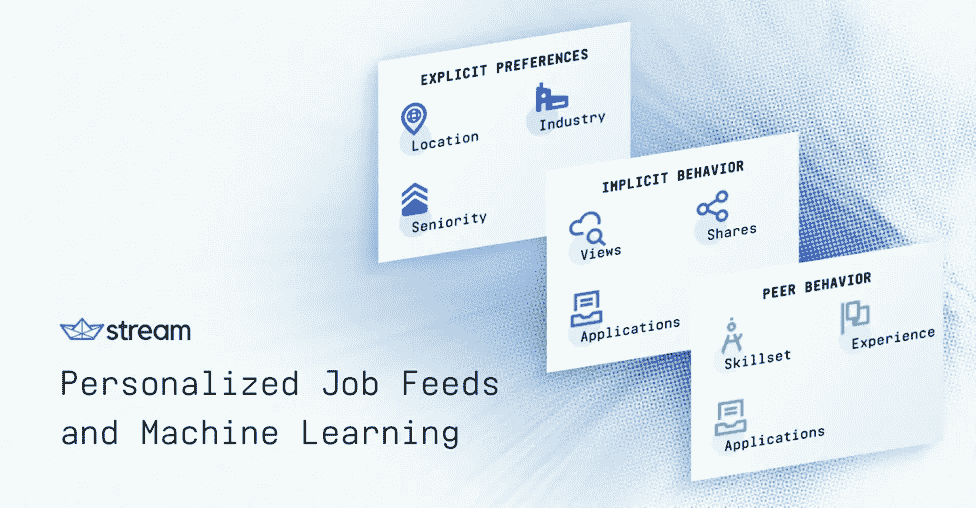 EXPLICIT PREFERENCES
Location
Industry
Seniority
IMPLICIT BEHAVIOR
Views
Shares
Applications
PEER BEHAVIOR
Skillset
Experience
Applications
stream
Personalized Job Feeds
and Machine Learning